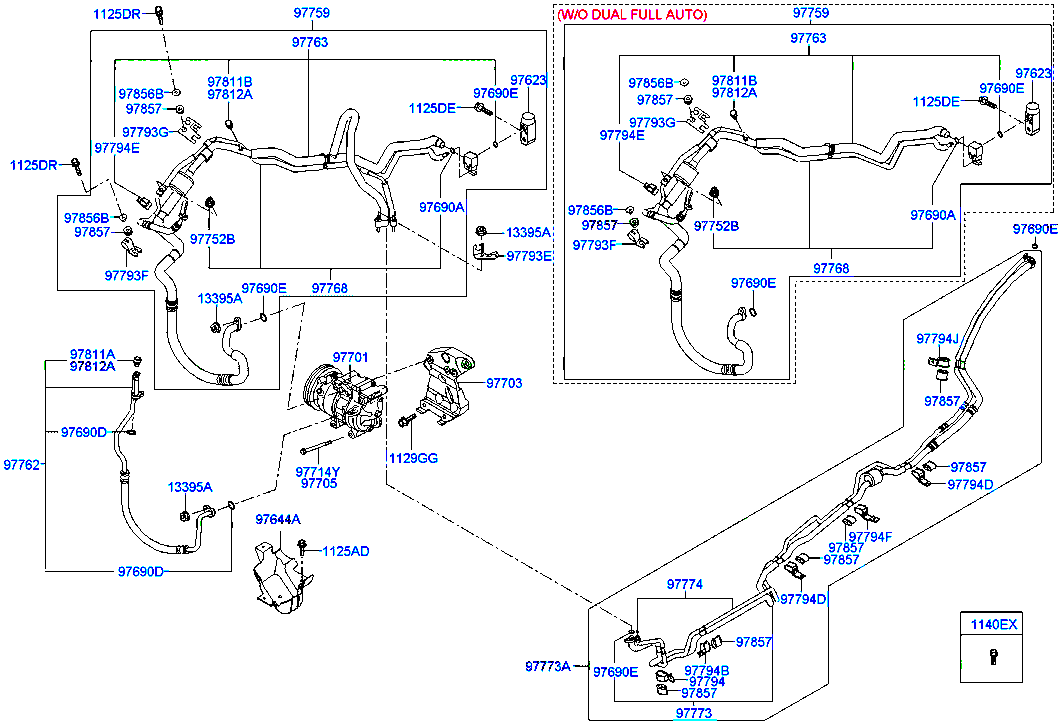 1125DR
97759
97763
97811B
97812A
97856B
97857
97793G
97794E
1125DR
97690E
97623
1125DE
97856B
97857
97793F
97752B
97690A
13395A
97793E
13395A
97690E
97768
(W/O DUAL FULL AUTO)
97759
97763
97856B
97857
97793G
97794E
97811B
97812A
1125DE
97690E
97623
97856B
97857
97793F
97752B
97690A
97768
97690E
97690E
97811A
97812A
97690D
97762
13395A
97690D
97701
97703
97714Y
97705
1129GG
97644A
1125AD
97794J
97857
97857
97794D
97794F
97857
97857
97794D
97774
97857
97773A
97690E
97794B
97794
97857
97773
1140EX